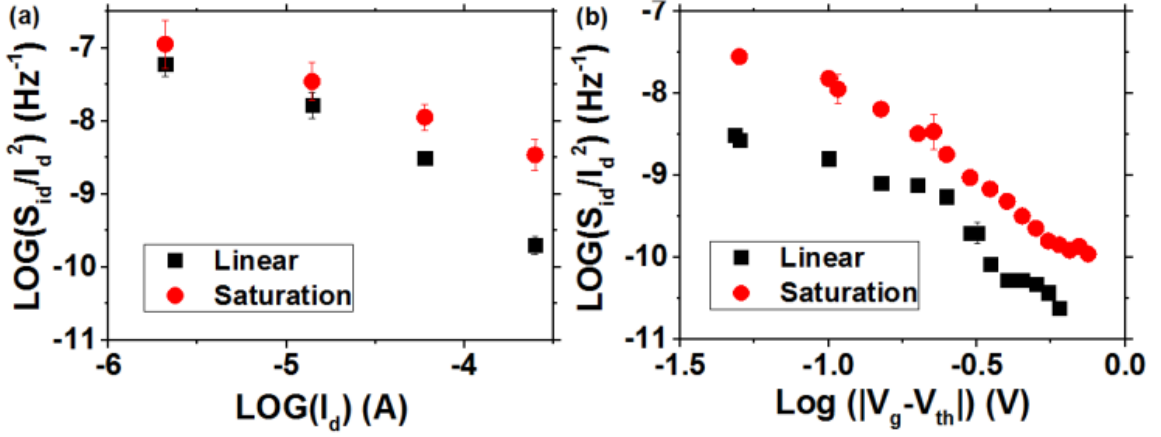 (a)
LOG(S_id/I_d^2) (Hz^-1)
-7
-8
-9
-10
-11
Linear
Saturation
-6
-5
-4
LOG(I_d) (A)
(b)
LOG(S_id/I_d^2) (Hz^-1)
-7
-8
-9
-10
-11
Linear
Saturation
-1.5
-1.0
-0.5
0.0
Log (|V_g-V_th|) (V)